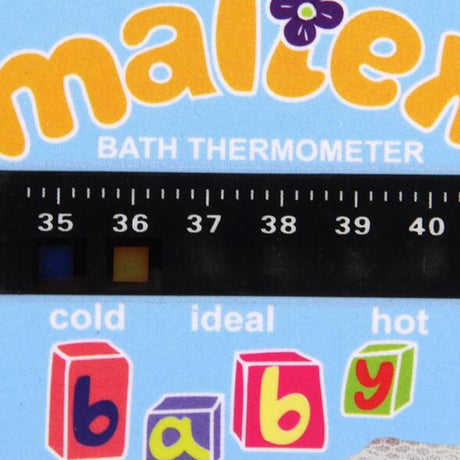 BATH THERMOMETER
35 36 37 38 39 40
cold ideal hot
b a b y